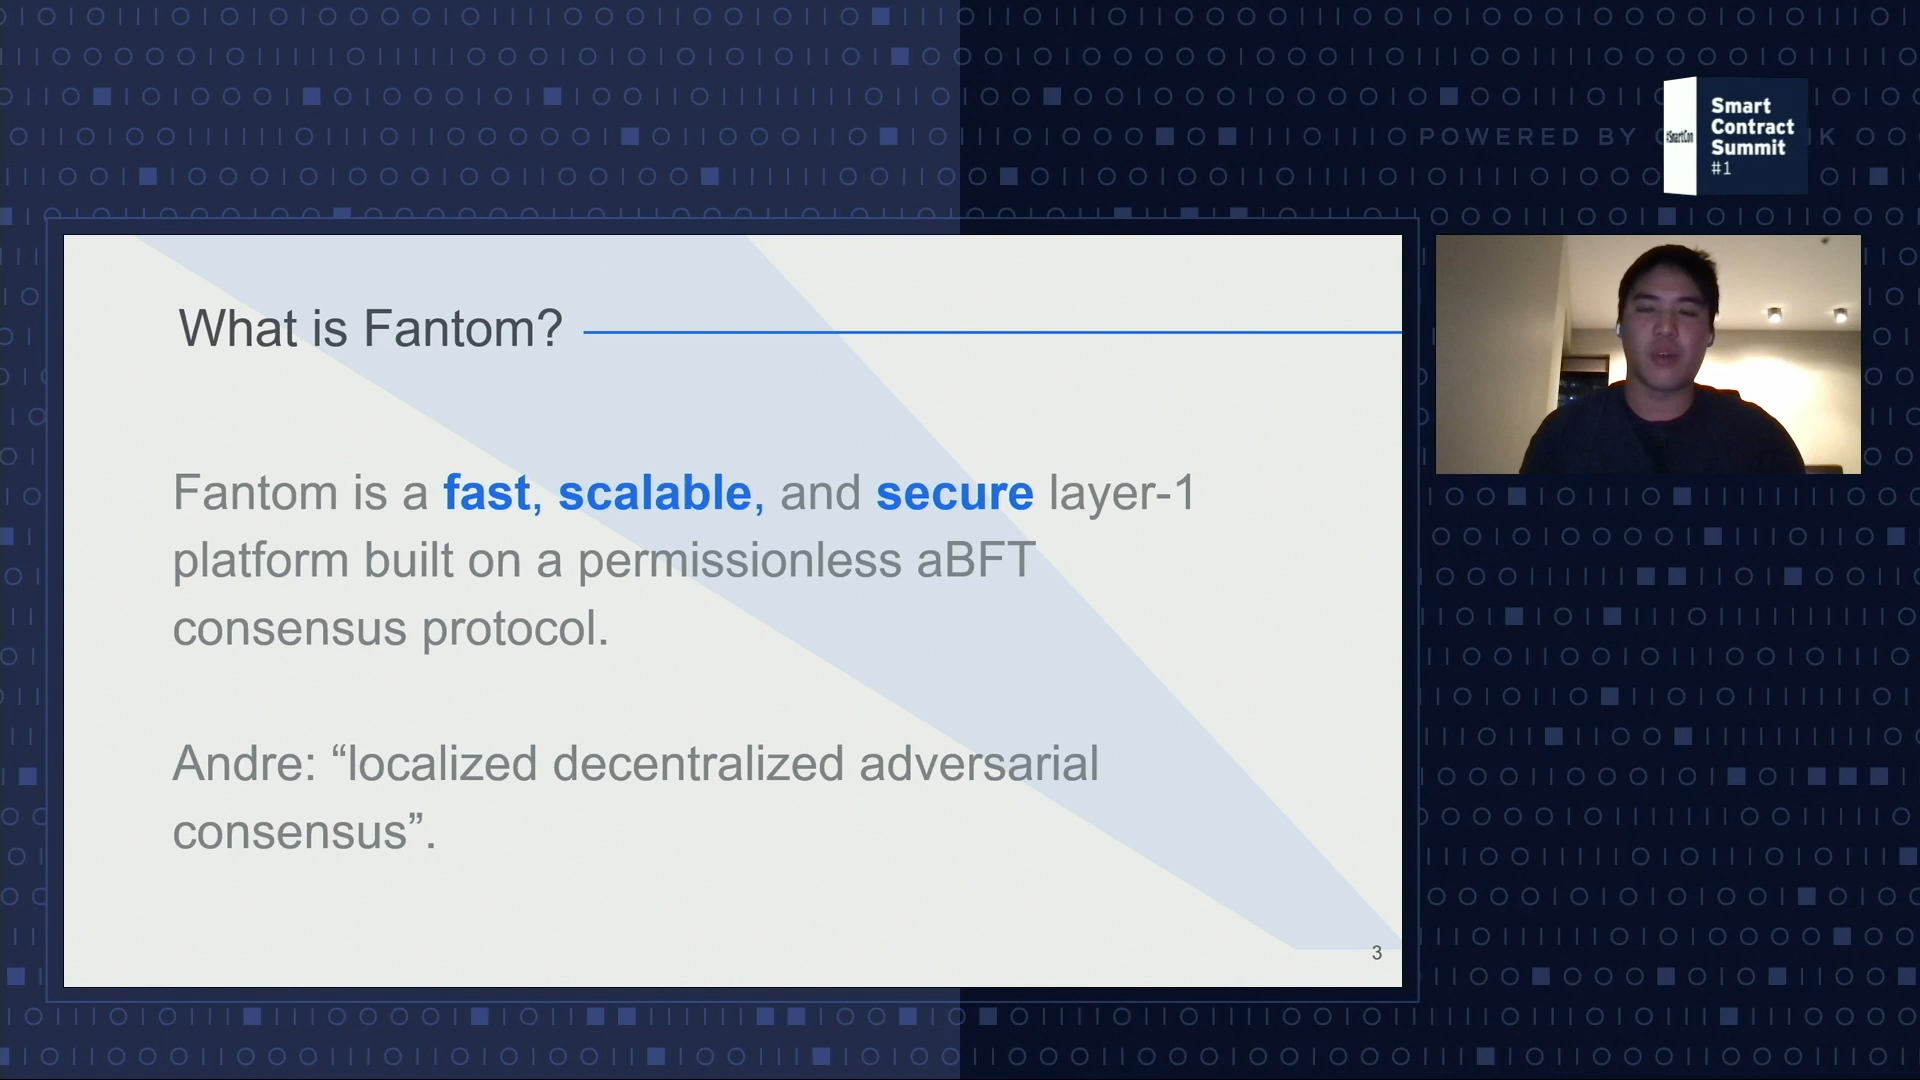 POWERED BY
#SmartCon
Smart
Contract
Summit
#1
What is Fantom?
Fantom is a fast, scalable, and secure layer-1
platform built on a permissionless aBFT
consensus protocol.
Andre: “localized decentralized adversarial
consensus”.
3